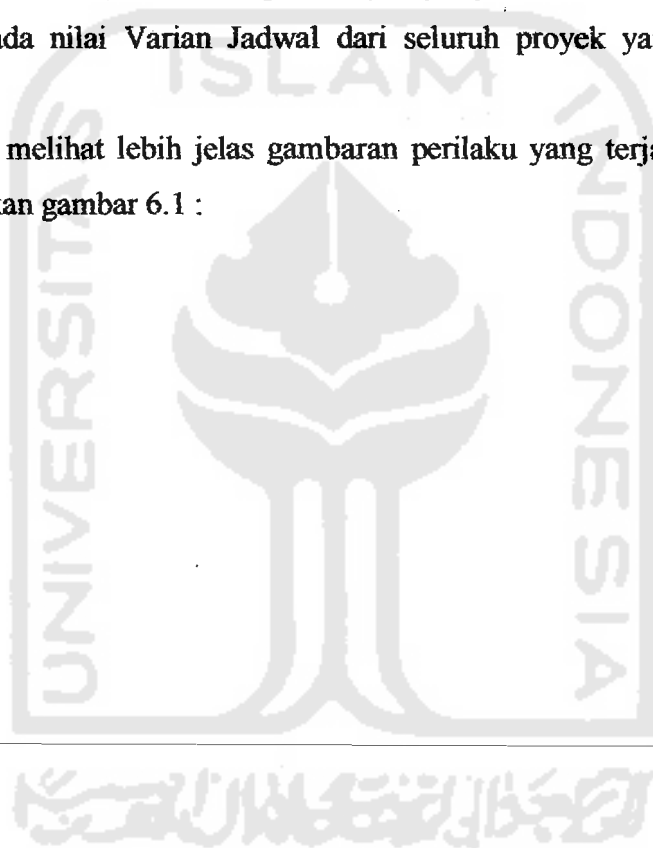 ada nilai Varian Jadwal dari seluruh proyek ya
melihat lebih jelas gambaran perilaku yang terja
kan gambar 6.1 :
ISLAM
UNIVERSITAS
INDONESIA